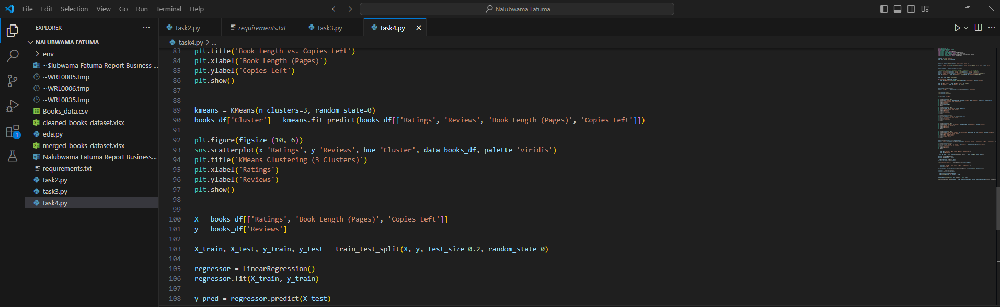 File Edit Selection View Go Run Terminal Help
Nalubwama Fatuma
EXPLORER
NALUBWAMA FATUMA
env
~$lubwama Fatuma Report Business ...
~WRL0005.tmp
~WRL0006.tmp
~WRL0835.tmp
Books_data.csv
cleaned_books_dataset.xlsx
eda.py
merged_books_dataset.xlsx
Nalubwama Fatuma Report Business...
requirements.txt
task2.py
task3.py
task4.py
1
task2.py requirements.txt task3.py task4.py
task4.py > ...
83 plt.title('Book Length vs. Copies Left')
84 plt.xlabel('Book Length (Pages)')
85 plt.ylabel('Copies Left')
86 plt.show()
87
88
89 kmeans = KMeans(n_clusters=3, random_state=0)
90 books_df['Cluster'] = kmeans.fit_predict(books_df[['Ratings', 'Reviews', 'Book Length (Pages)', 'Copies Left']])
91
92 plt.figure(figsize=(10, 6))
93 sns.scatterplot(x='Ratings', y='Reviews', hue='Cluster', data=books_df, palette='viridis')
94 plt.title('KMeans Clustering (3 Clusters)')
95 plt.xlabel('Ratings')
96 plt.ylabel('Reviews')
97 plt.show()
98
99
100 X = books_df[['Ratings', 'Book Length (Pages)', 'Copies Left']]
101 y = books_df['Reviews']
102
103 X_train, X_test, y_train, y_test = train_test_split(X, y, test_size=0.2, random_state=0)
104
105 regressor = LinearRegression()
106 regressor.fit(X_train, y_train)
107
108 y_pred = regressor.predict(X_test)